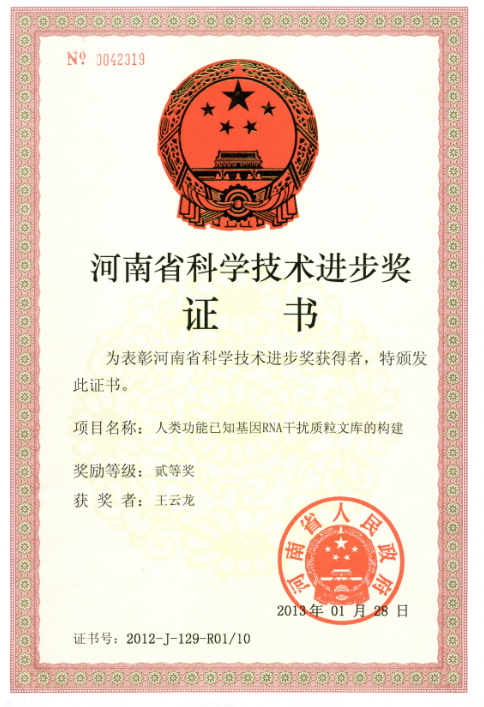 Nº 0042319
河南省科学技术进步奖
证 书
为表彰河南省科学技术进步奖获得者，特颁发
此证书。
项目名称： 人类功能已知基因RNA干扰质粒文库的构建
奖励等级： 贰等奖
获 奖 者： 王云龙
河南省人民政府
2013年 01 月 28 日
证书号：2012-J-129-R01/10